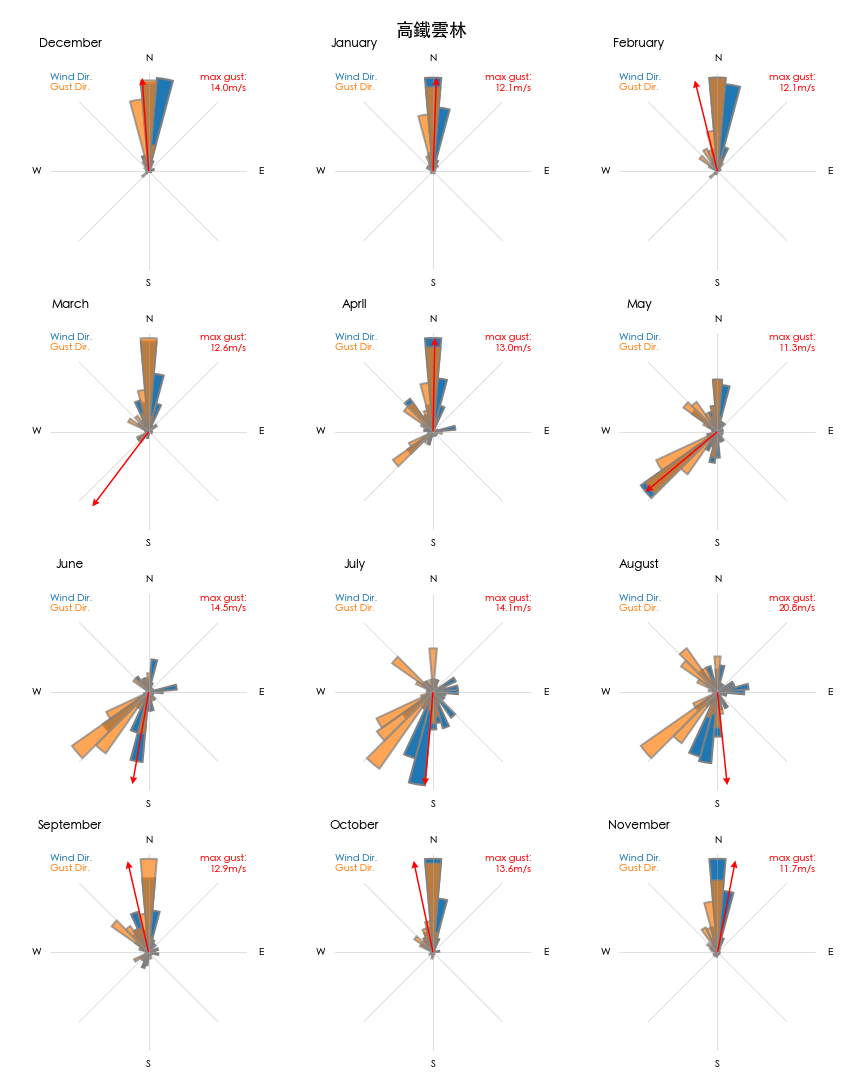 高鐵雲林
December
N
Wind Dir.
Gust Dir.
max gust:
14.0m/s
W
E
S
January
N
Wind Dir.
Gust Dir.
max gust:
12.1m/s
W
E
S
February
N
Wind Dir.
Gust Dir.
max gust:
12.1m/s
W
E
S
March
N
Wind Dir.
Gust Dir.
max gust:
12.6m/s
W
E
S
April
N
Wind Dir.
Gust Dir.
max gust:
13.0m/s
W
E
S
May
N
Wind Dir.
Gust Dir.
max gust:
11.3m/s
W
E
S
June
N
Wind Dir.
Gust Dir.
max gust:
14.5m/s
W
E
S
July
N
Wind Dir.
Gust Dir.
max gust:
14.1m/s
W
E
S
August
N
Wind Dir.
Gust Dir.
max gust:
20.8m/s
W
E
S
September
N
Wind Dir.
Gust Dir.
max gust:
12.9m/s
W
E
S
October
N
Wind Dir.
Gust Dir.
max gust:
13.6m/s
W
E
S
November
N
Wind Dir.
Gust Dir.
max gust:
11.7m/s
W
E
S